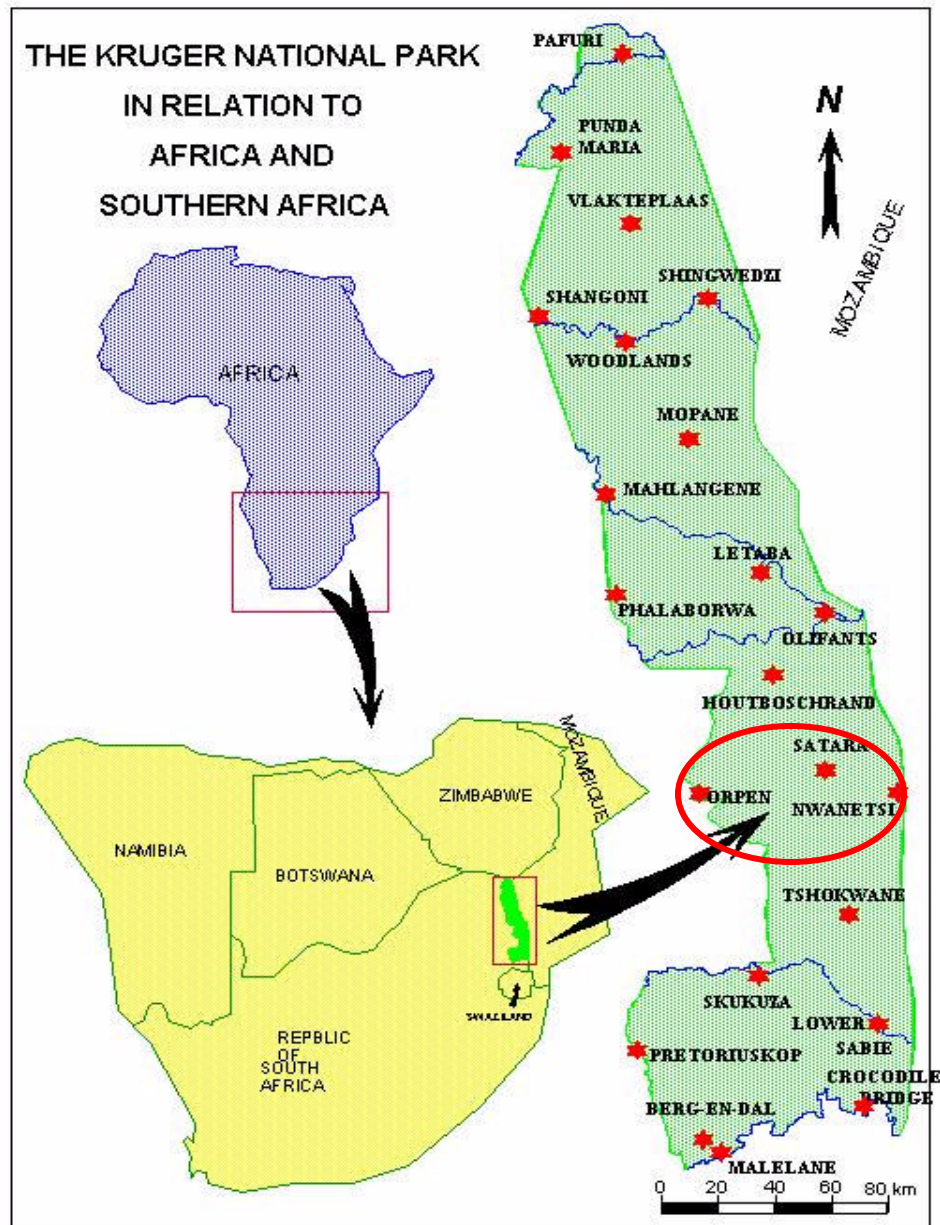 THE KRUGER NATIONAL PARK
IN RELATION TO
AFRICA AND
SOUTHERN AFRICA
AFRICA
NAMIBIA
BOTSWANA
ZIMBABWE
MOZAMBIQUE
SWAZILAND
REPBLIC
OF
SOUTH
AFRICA
N
MOZAMBIQUE
PAFURI
PUNDA
MARIA
VLAKTEPLAAS
SHINGWEDZI
SHANGONI
WOODLANDS
MOPANE
MAHLANGENE
LETABA
PHALABORWA
OLIFANTS
HOUTBOSCHRAND
SATARA
ORPEN
NWANETSI
TSHOKWANE
SKUKUZA
LOWER
SABIE
PRETORIUSKOP
CROCODILE
BRIDGE
BERG-EN-DAL
MALELANE
0 20 40 60 80 km